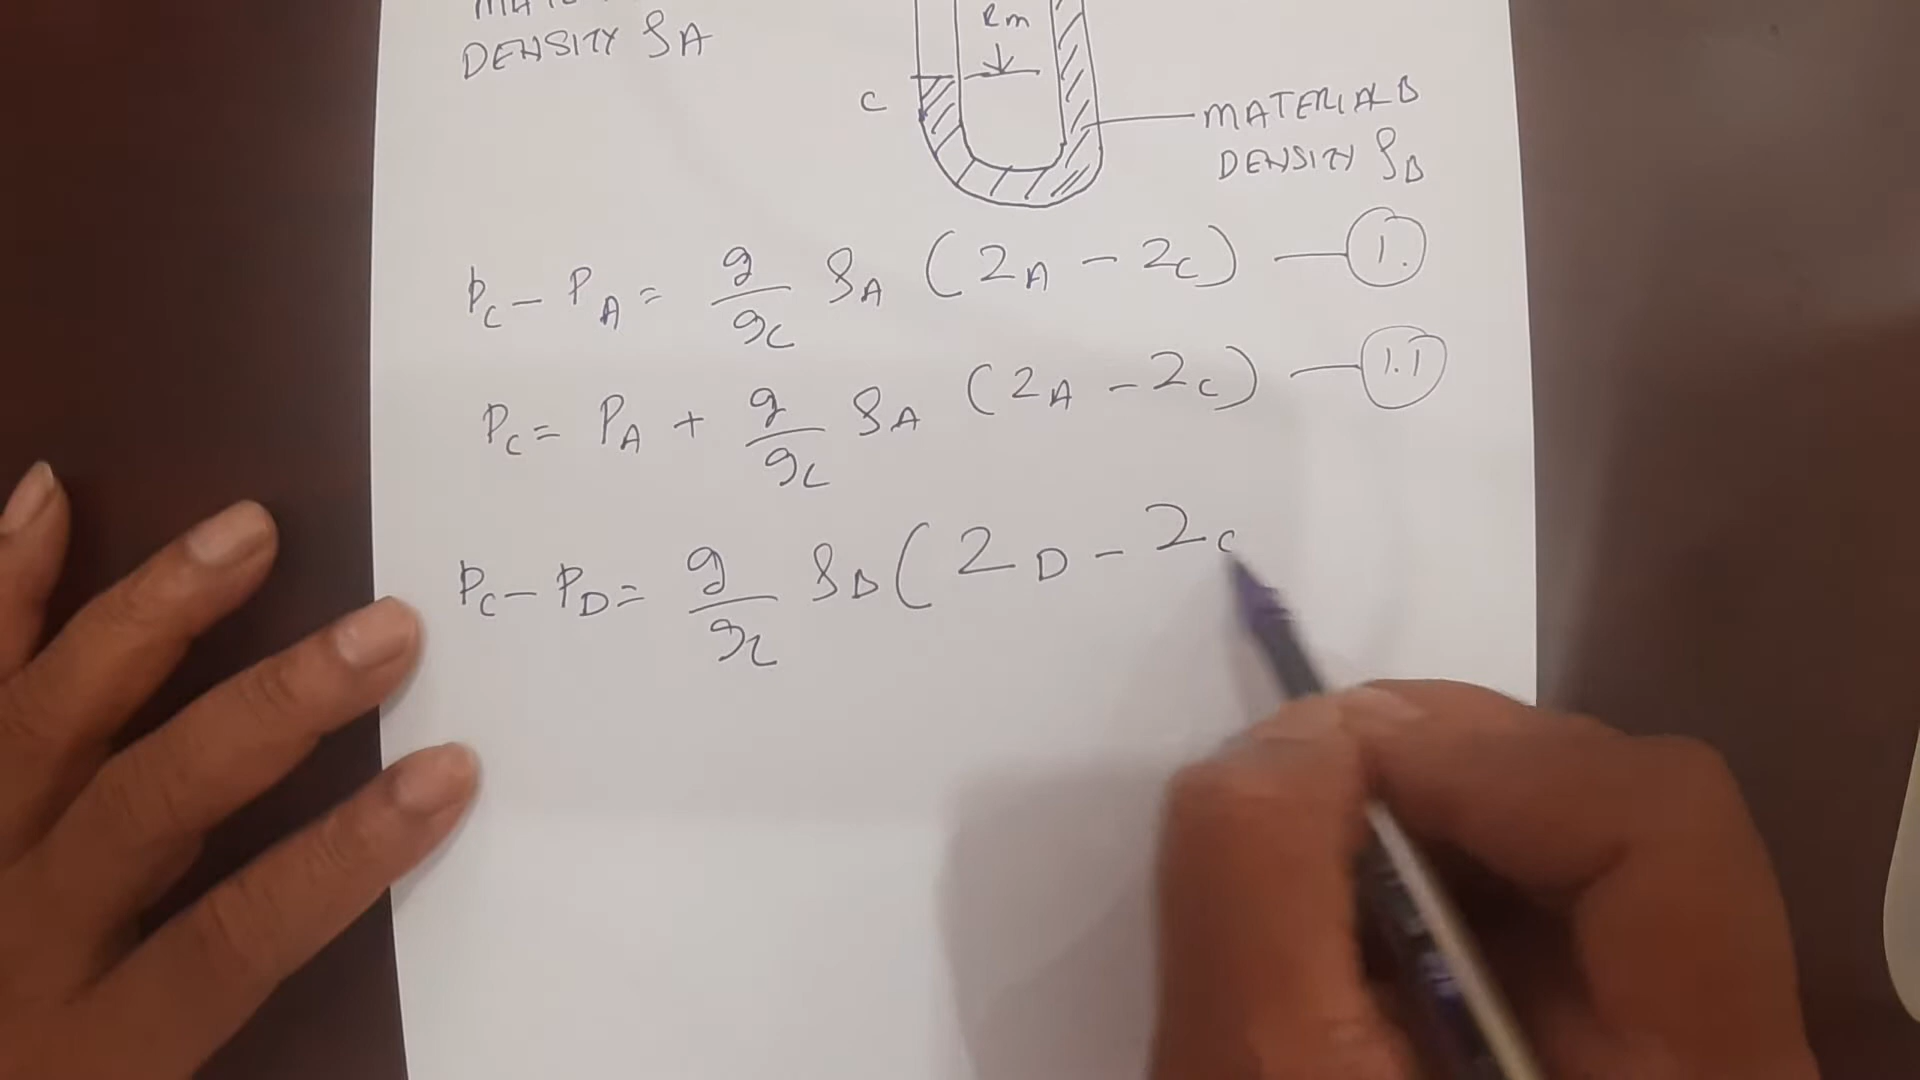 DENSITY ρA
Rm
C
MATERIAL B
DENSITY ρB
PC - PA = g/gc ρA (ZA - ZC) — 1.
PC = PA + g/gc ρA (ZA - ZC) — 1.1
PC - PD = g/gc ρB (ZD - ZC